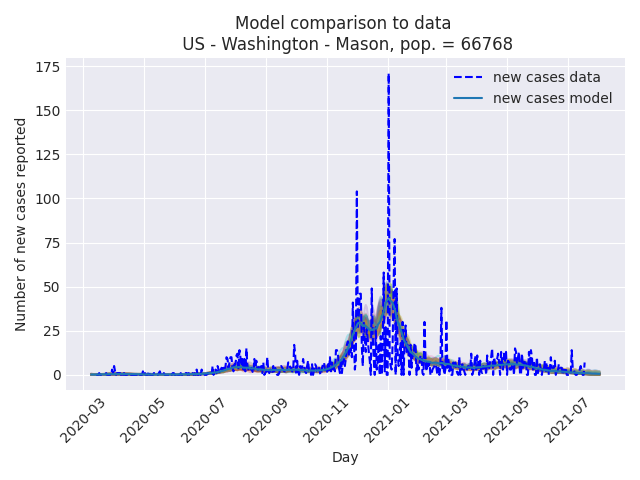 Model comparison to data
US - Washington - Mason, pop. = 66768
new cases data
new cases model
Number of new cases reported
175
150
125
100
75
50
25
0
2020-03
2020-05
2020-07
2020-09
2020-11
2021-01
2021-03
2021-05
2021-07
Day